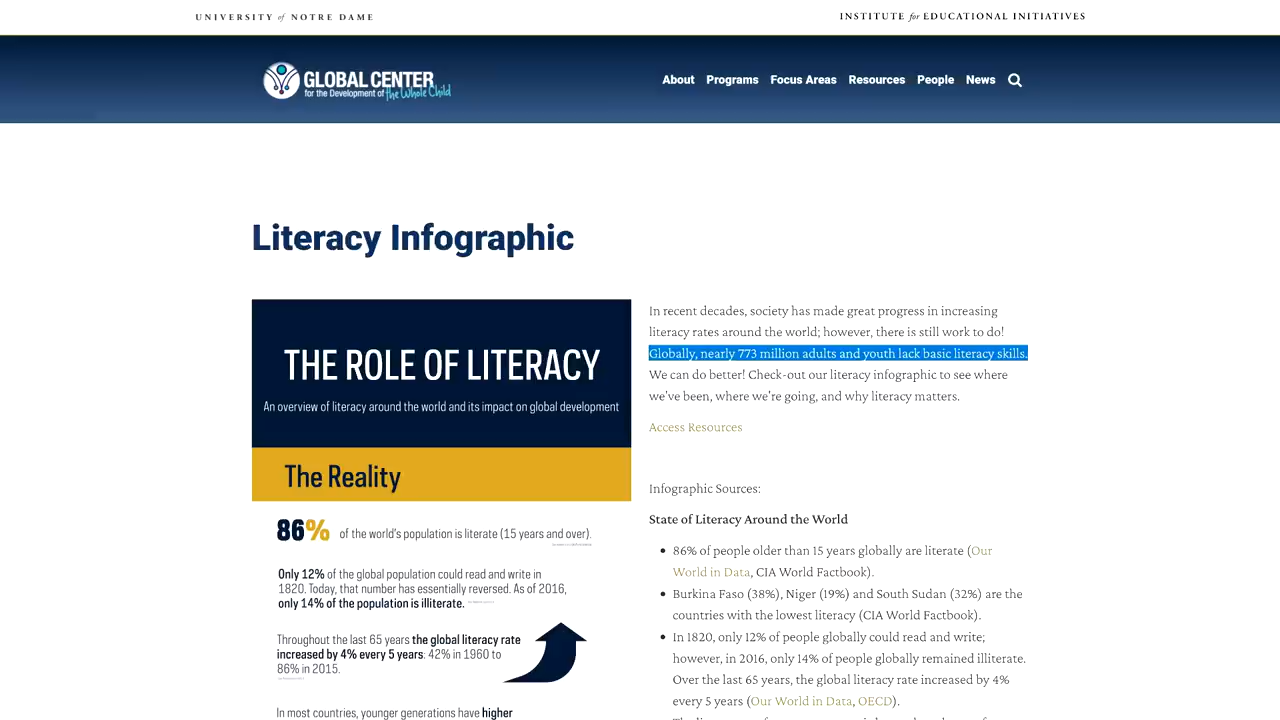 UNIVERSITY of NOTRE DAME
INSTITUTE for EDUCATIONAL INITIATIVES
GLOBAL CENTER
for the Development of the Whole Child
About Programs Focus Areas Resources People News
Literacy Infographic
THE ROLE OF LITERACY
An overview of literacy around the world and its impact on global development
The Reality
86% of the world's population is literate (15 years and over).
Only 12% of the global population could read and write in
1820. Today, that number has essentially reversed. As of 2016,
only 14% of the population is illiterate.
Throughout the last 65 years the global literacy rate
increased by 4% every 5 years: 42% in 1960 to
86% in 2015.
In most countries, younger generations have higher
In recent decades, society has made great progress in increasing
literacy rates around the world; however, there is still work to do!
Globally, nearly 773 million adults and youth lack basic literacy skills.
We can do better! Check-out our literacy infographic to see where
we've been, where we're going, and why literacy matters.
Access Resources
Infographic Sources:
State of Literacy Around the World
• 86% of people older than 15 years globally are literate (Our
World in Data, CIA World Factbook).
• Burkina Faso (38%), Niger (19%) and South Sudan (32%) are the
countries with the lowest literacy (CIA World Factbook).
• In 1820, only 12% of people globally could read and write;
however, in 2016, only 14% of people globally remained illiterate.
Over the last 65 years, the global literacy rate increased by 4%
every 5 years (Our World in Data, OECD).